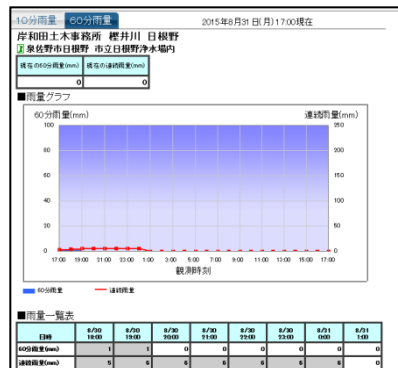 10分雨量 60分雨量 2015年8月31日(月)17:00現在
岸和田土木事務所 樫井川 日根野
泉佐野市日根野 市立日根野浄水場内
現在の60分雨量(mm) 現在の連続雨量(mm)
0 0
■雨量グラフ
60分雨量(mm) 連続雨量(mm)
100 250
80 200
60 150
40 100
20 50
0 0
17:00 19:00 21:00 23:00 1:00 3:00 5:00 7:00 9:00 11:00 13:00 15:00 17:00
観測時刻
60分雨量 連続雨量
■雨量一覧表
日時 8/30 18:00 8/30 19:00 8/30 20:00 8/30 21:00 8/30 22:00 8/30 23:00 8/31 0:00 8/31 1:00
60分雨量(mm) 1 1 0 0 0 0 0 0
連続雨量(mm) 5 6 6 6 6 6 6 0